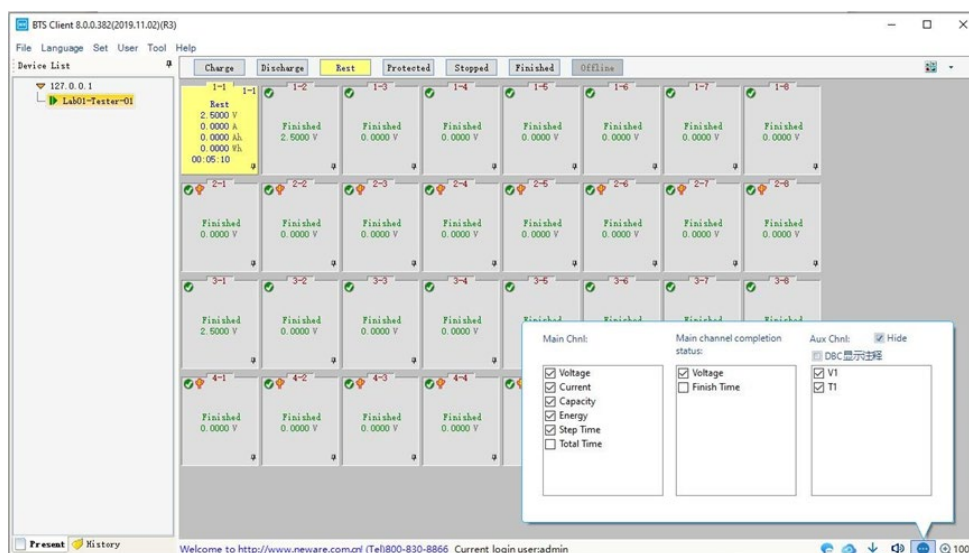 BTS Client 8.0.0.382(2019.11.02)(R3)
File Language Set User Tool Help
Device List
Charge Discharge Rest Protected Stopped Finished Offline
127.0.0.1
Lab01-Tester-01
1-1 1-1 1-2 1-3 1-4 1-5 1-6 1-7 1-8
Rest
2.5000 V
0.0000 A
0.0000 Ah
0.0000 Wh
00:05:10
Finished Finished Finished Finished Finished Finished Finished
2.5000 V 0.0000 V 0.0000 V 0.0000 V 0.0000 V 0.0000 V 0.0000 V
2-1 2-2 2-3 2-4 2-5 2-6 2-7 2-8
Finished Finished Finished Finished Finished Finished Finished Finished
0.0000 V 0.0000 V 0.0000 V 0.0000 V 0.0000 V 0.0000 V 0.0000 V 0.0000 V
3-1 3-2 3-3 3-4 3-5 3-6 3-7 3-8
Finished Finished Finished Finished Finished Finished Finished Finished
2.5000 V 0.0000 V 0.0000 V 0.0000 V
4-1 4-2 4-3 4-4
Finished Finished Finished Finished
0.0000 V 0.0000 V 0.0000 V 0.0000 V
Main Chnl:
Voltage
Current
Capacity
Energy
Step Time
Total Time
Main channel completion
status:
Voltage
Finish Time
Aux Chnl: Hide
DBC显示注释
V1
T1
Present History
Welcome to http://www.neware.com.cn! (Tel)800-830-8866 Current login user:admin
100